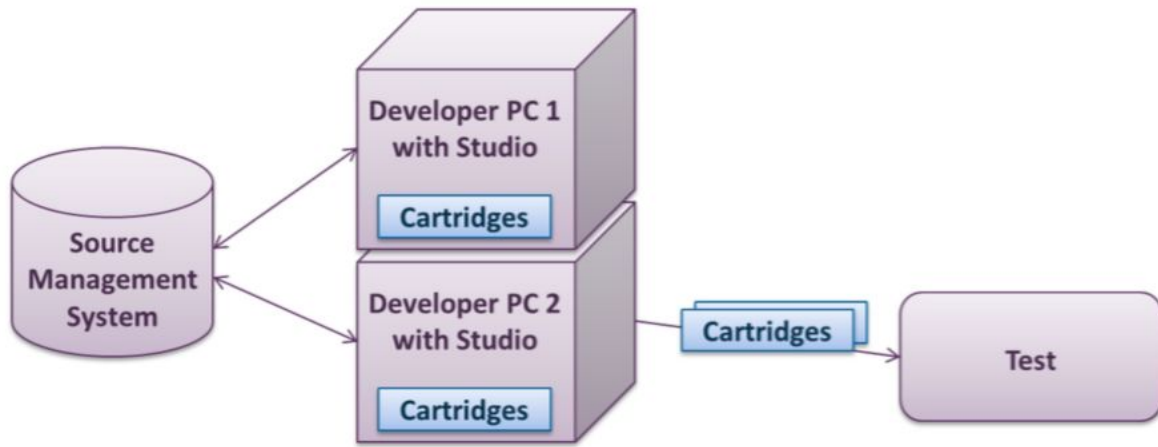 Developer PC 1
with Studio
Cartridges
Source
Management
System
Developer PC 2
with Studio
Cartridges
Cartridges
Test